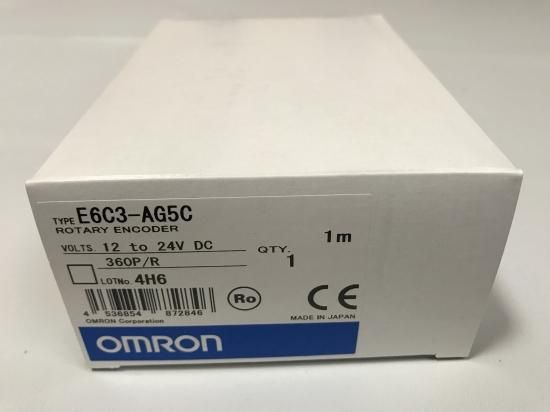 TYPE E6C3-AG5C
ROTARY ENCODER
VOLTS. 12 to 24V DC
QTY. 1
1m
360P/R
LOTNo. 4H6
4 536854 872846
OMRON Corporation
Ro
CE
MADE IN JAPAN
OMRON